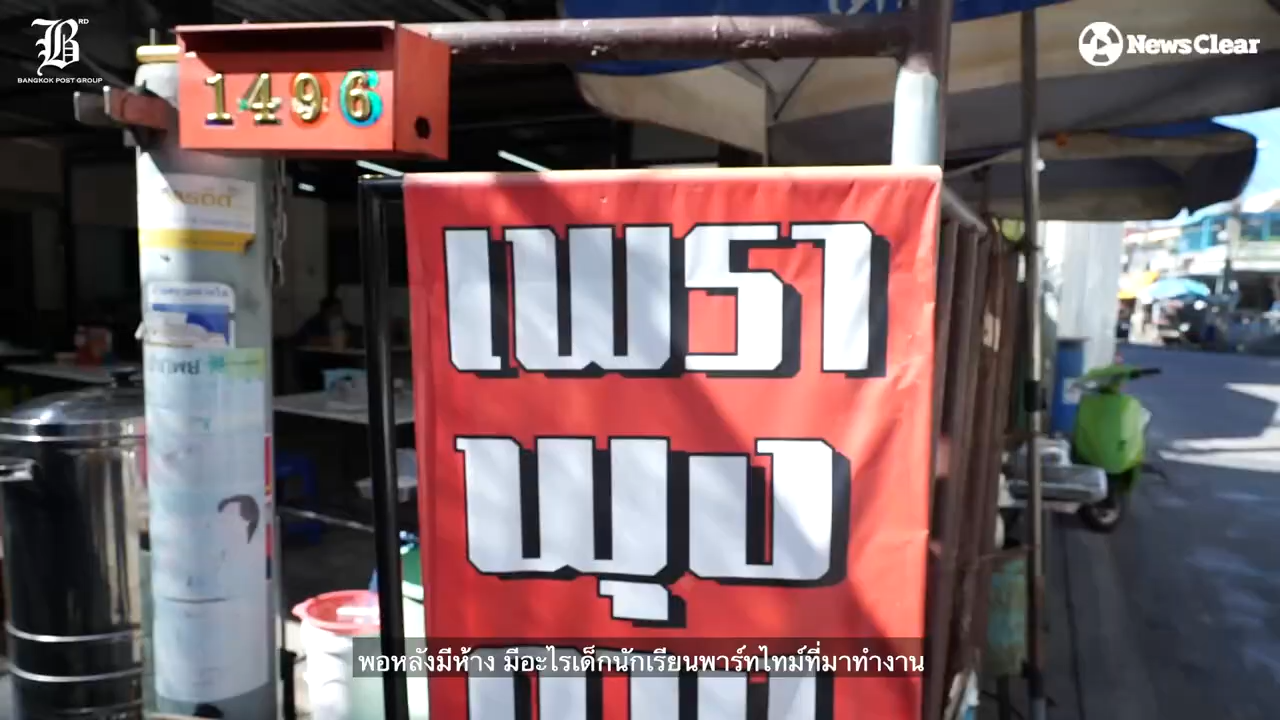 B RD
BANGKOK POST GROUP
NewsClear
1496
เพรา
พุง
พอหลังมีห้าง มีอะไรเด็กนักเรียนพาร์ทไทม์ที่มาทำงาน